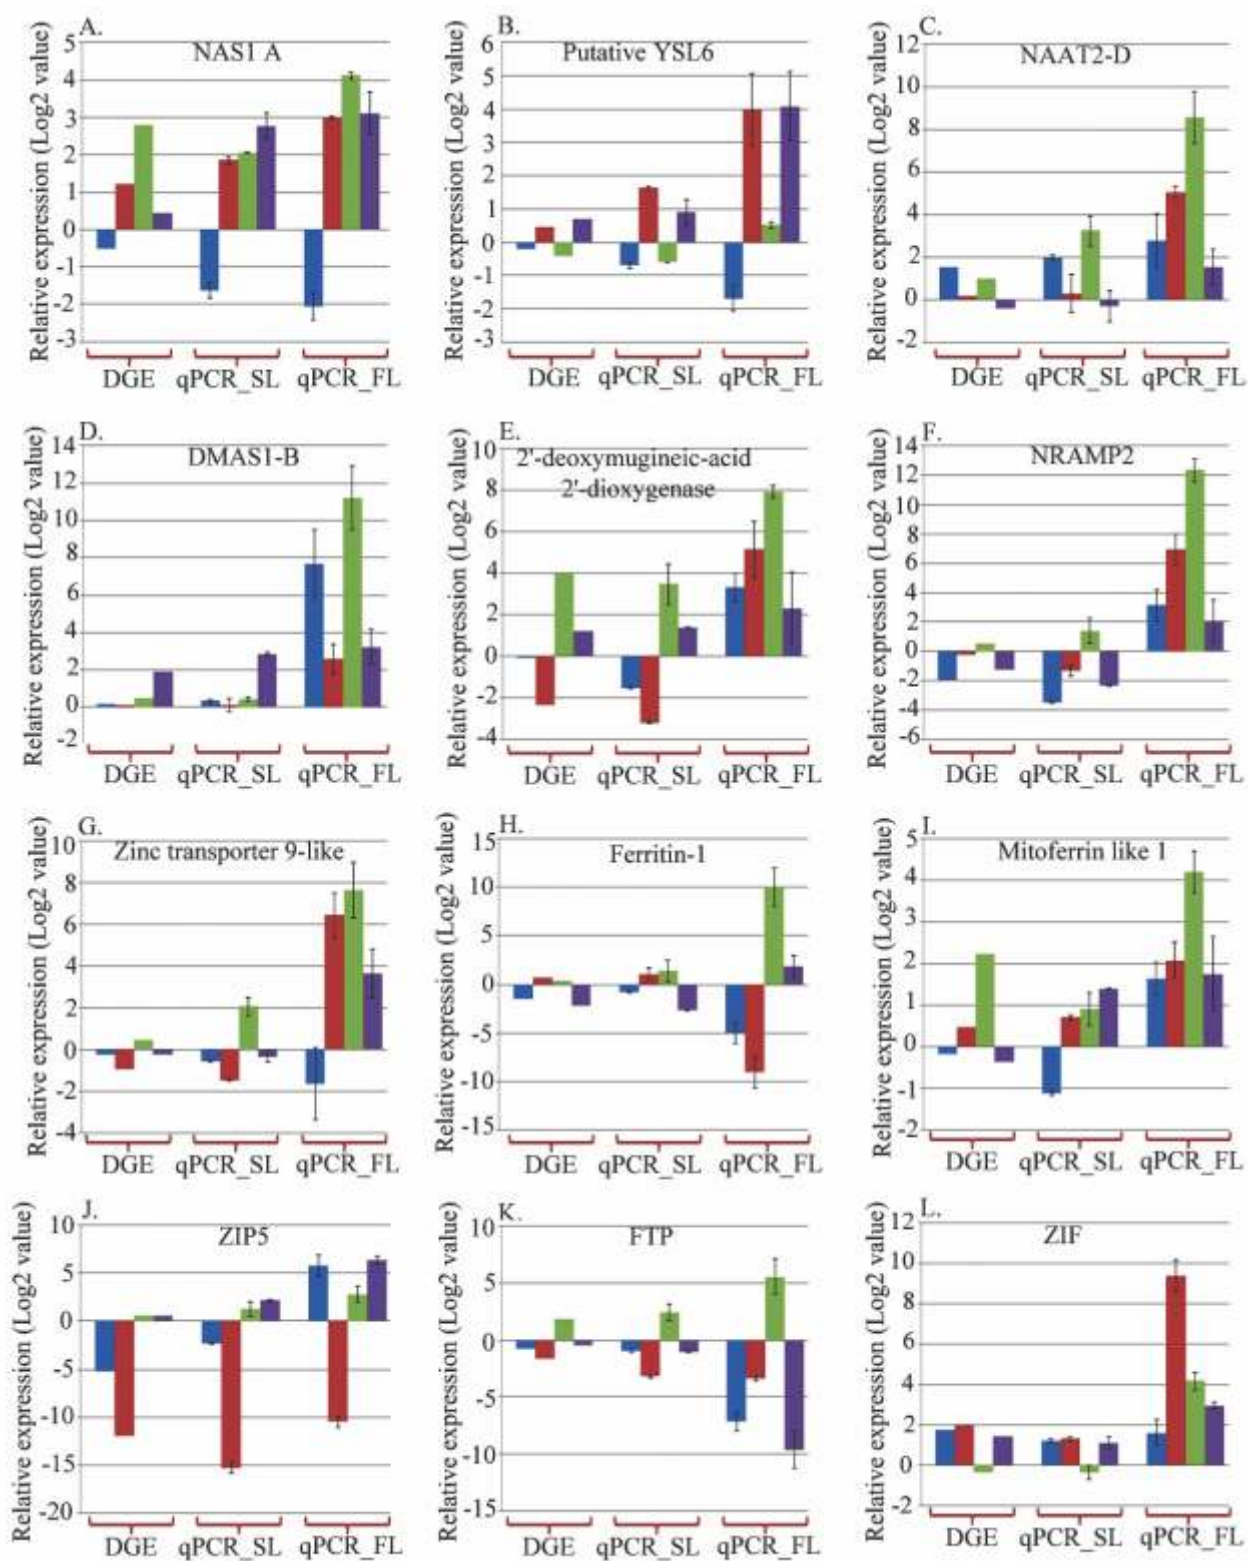 A.
NAS1 A
Relative expression (Log2 value)
5
4
3
2
1
0
-1
-2
-3
DGE qPCR_SL qPCR_FL
B.
Putative YSL6
Relative expression (Log2 value)
6
5
4
3
2
1
0
-1
-2
-3
DGE qPCR_SL qPCR_FL
C.
NAAT2-D
Relative expression (Log2 value)
12
10
8
6
4
2
0
-2
DGE qPCR_SL qPCR_FL
D.
DMAS1-B
Relative expression (Log2 value)
14
12
10
8
6
4
2
0
-2
DGE qPCR_SL qPCR_FL
E.
2'-deoxymugineic-acid
2'-dioxygenase
Relative expression (Log2 value)
10
8
6
4
2
0
-2
-4
DGE qPCR_SL qPCR_FL
F.
NRAMP2
Relative expression (Log2 value)
14
12
10
8
6
4
2
0
-2
-4
-6
DGE qPCR_SL qPCR_FL
G.
Zinc transporter 9-like
Relative expression (Log2 value)
10
8
6
4
2
0
-2
-4
DGE qPCR_SL qPCR_FL
H.
Ferritin-1
Relative expression (Log2 value)
15
10
5
0
-5
-10
-15
DGE qPCR_SL qPCR_FL
I.
Mitoferrin like 1
Relative expression (Log2 value)
5
4
3
2
1
0
-1
-2
DGE qPCR_SL qPCR_FL
J.
ZIP5
Relative expression (Log2 value)
10
5
0
-5
-10
-15
-20
DGE qPCR_SL qPCR_FL
K.
FTP
Relative expression (Log2 value)
10
5
0
-5
-10
-15
DGE qPCR_SL qPCR_FL
L.
ZIF
Relative expression (Log2 value)
12
10
8
6
4
2
0
-2
DGE qPCR_SL qPCR_FL